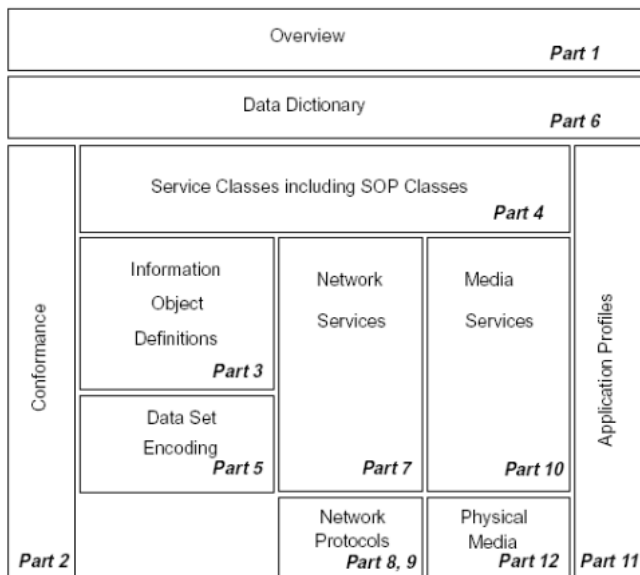 Overview
Part 1
Data Dictionary
Part 6
Service Classes including SOP Classes
Part 4
Conformance
Part 2
Information
Object
Definitions
Part 3
Data Set
Encoding
Part 5
Network
Services
Part 7
Network
Protocols
Part 8, 9
Media
Services
Part 10
Physical
Media
Part 12
Application Profiles
Part 11